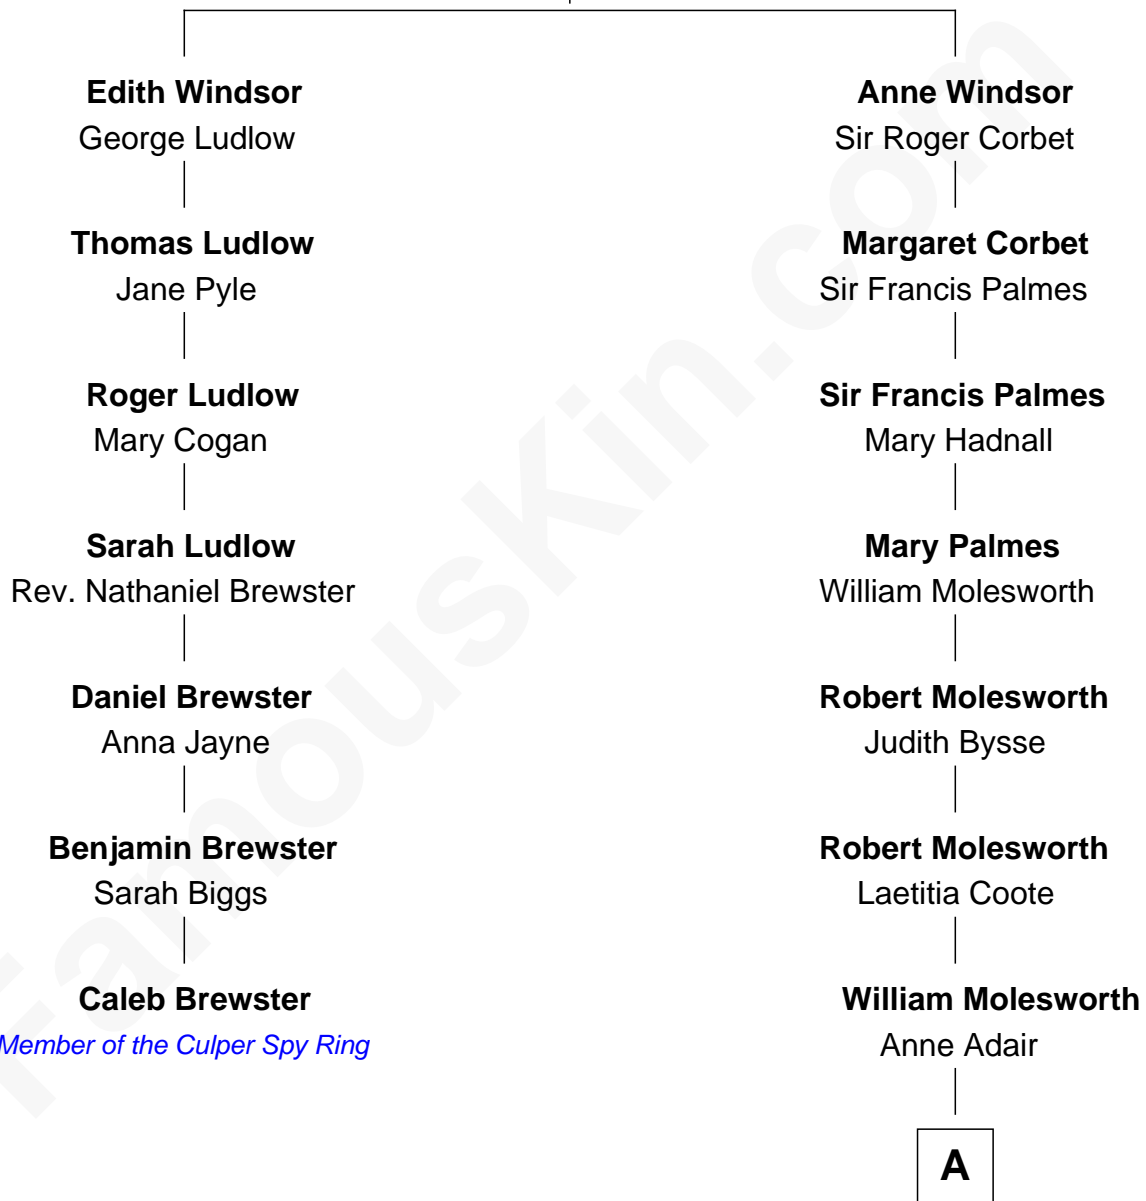 Edith Windsor
George Ludlow
Thomas Ludlow
Jane Pyle
Roger Ludlow
Mary Cogan
Sarah Ludlow
Rev. Nathaniel Brewster
Daniel Brewster
Anna Jayne
Benjamin Brewster
Sarah Biggs
Caleb Brewster
Member of the Culper Spy Ring
Anne Windsor
Sir Roger Corbet
Margaret Corbet
Sir Francis Palmes
Sir Francis Palmes
Mary Hadnall
Mary Palmes
William Molesworth
Robert Molesworth
Judith Bysse
Robert Molesworth
Laetitia Coote
William Molesworth
Anne Adair
A
FamousKin.com